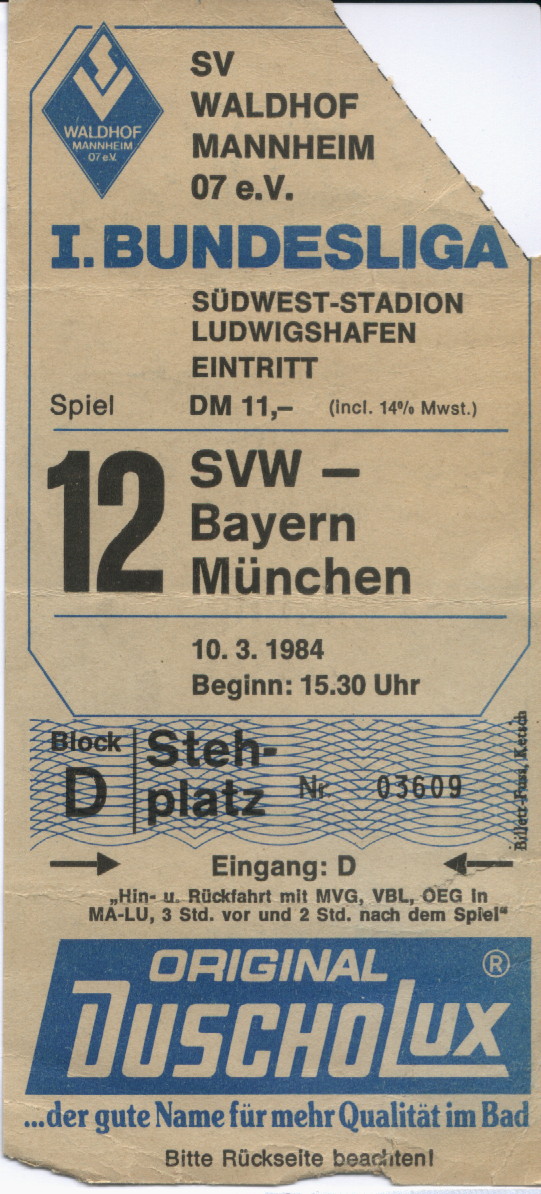 WALDHOF
MANNHEIM
07 e.V.
SV
WALDHOF
MANNHEIM
07 e.V.
I. BUNDESLIGA
SÜDWEST-STADION
LUDWIGSHAFEN
EINTRITT
Spiel DM 11,– (incl. 14% Mwst.)
12 SVW –
Bayern
München
10. 3. 1984
Beginn: 15.30 Uhr
Block D
Steh-
platz Nr. 03609
Billett-Fuss, Ketsch
Eingang: D
„Hin- u. Rückfahrt mit MVG, VBL, OEG in
MA-LU, 3 Std. vor und 2 Std. nach dem Spiel“
ORIGINAL ®
DUSCHOLUX
...der gute Name für mehr Qualität im Bad
Bitte Rückseite beachten!